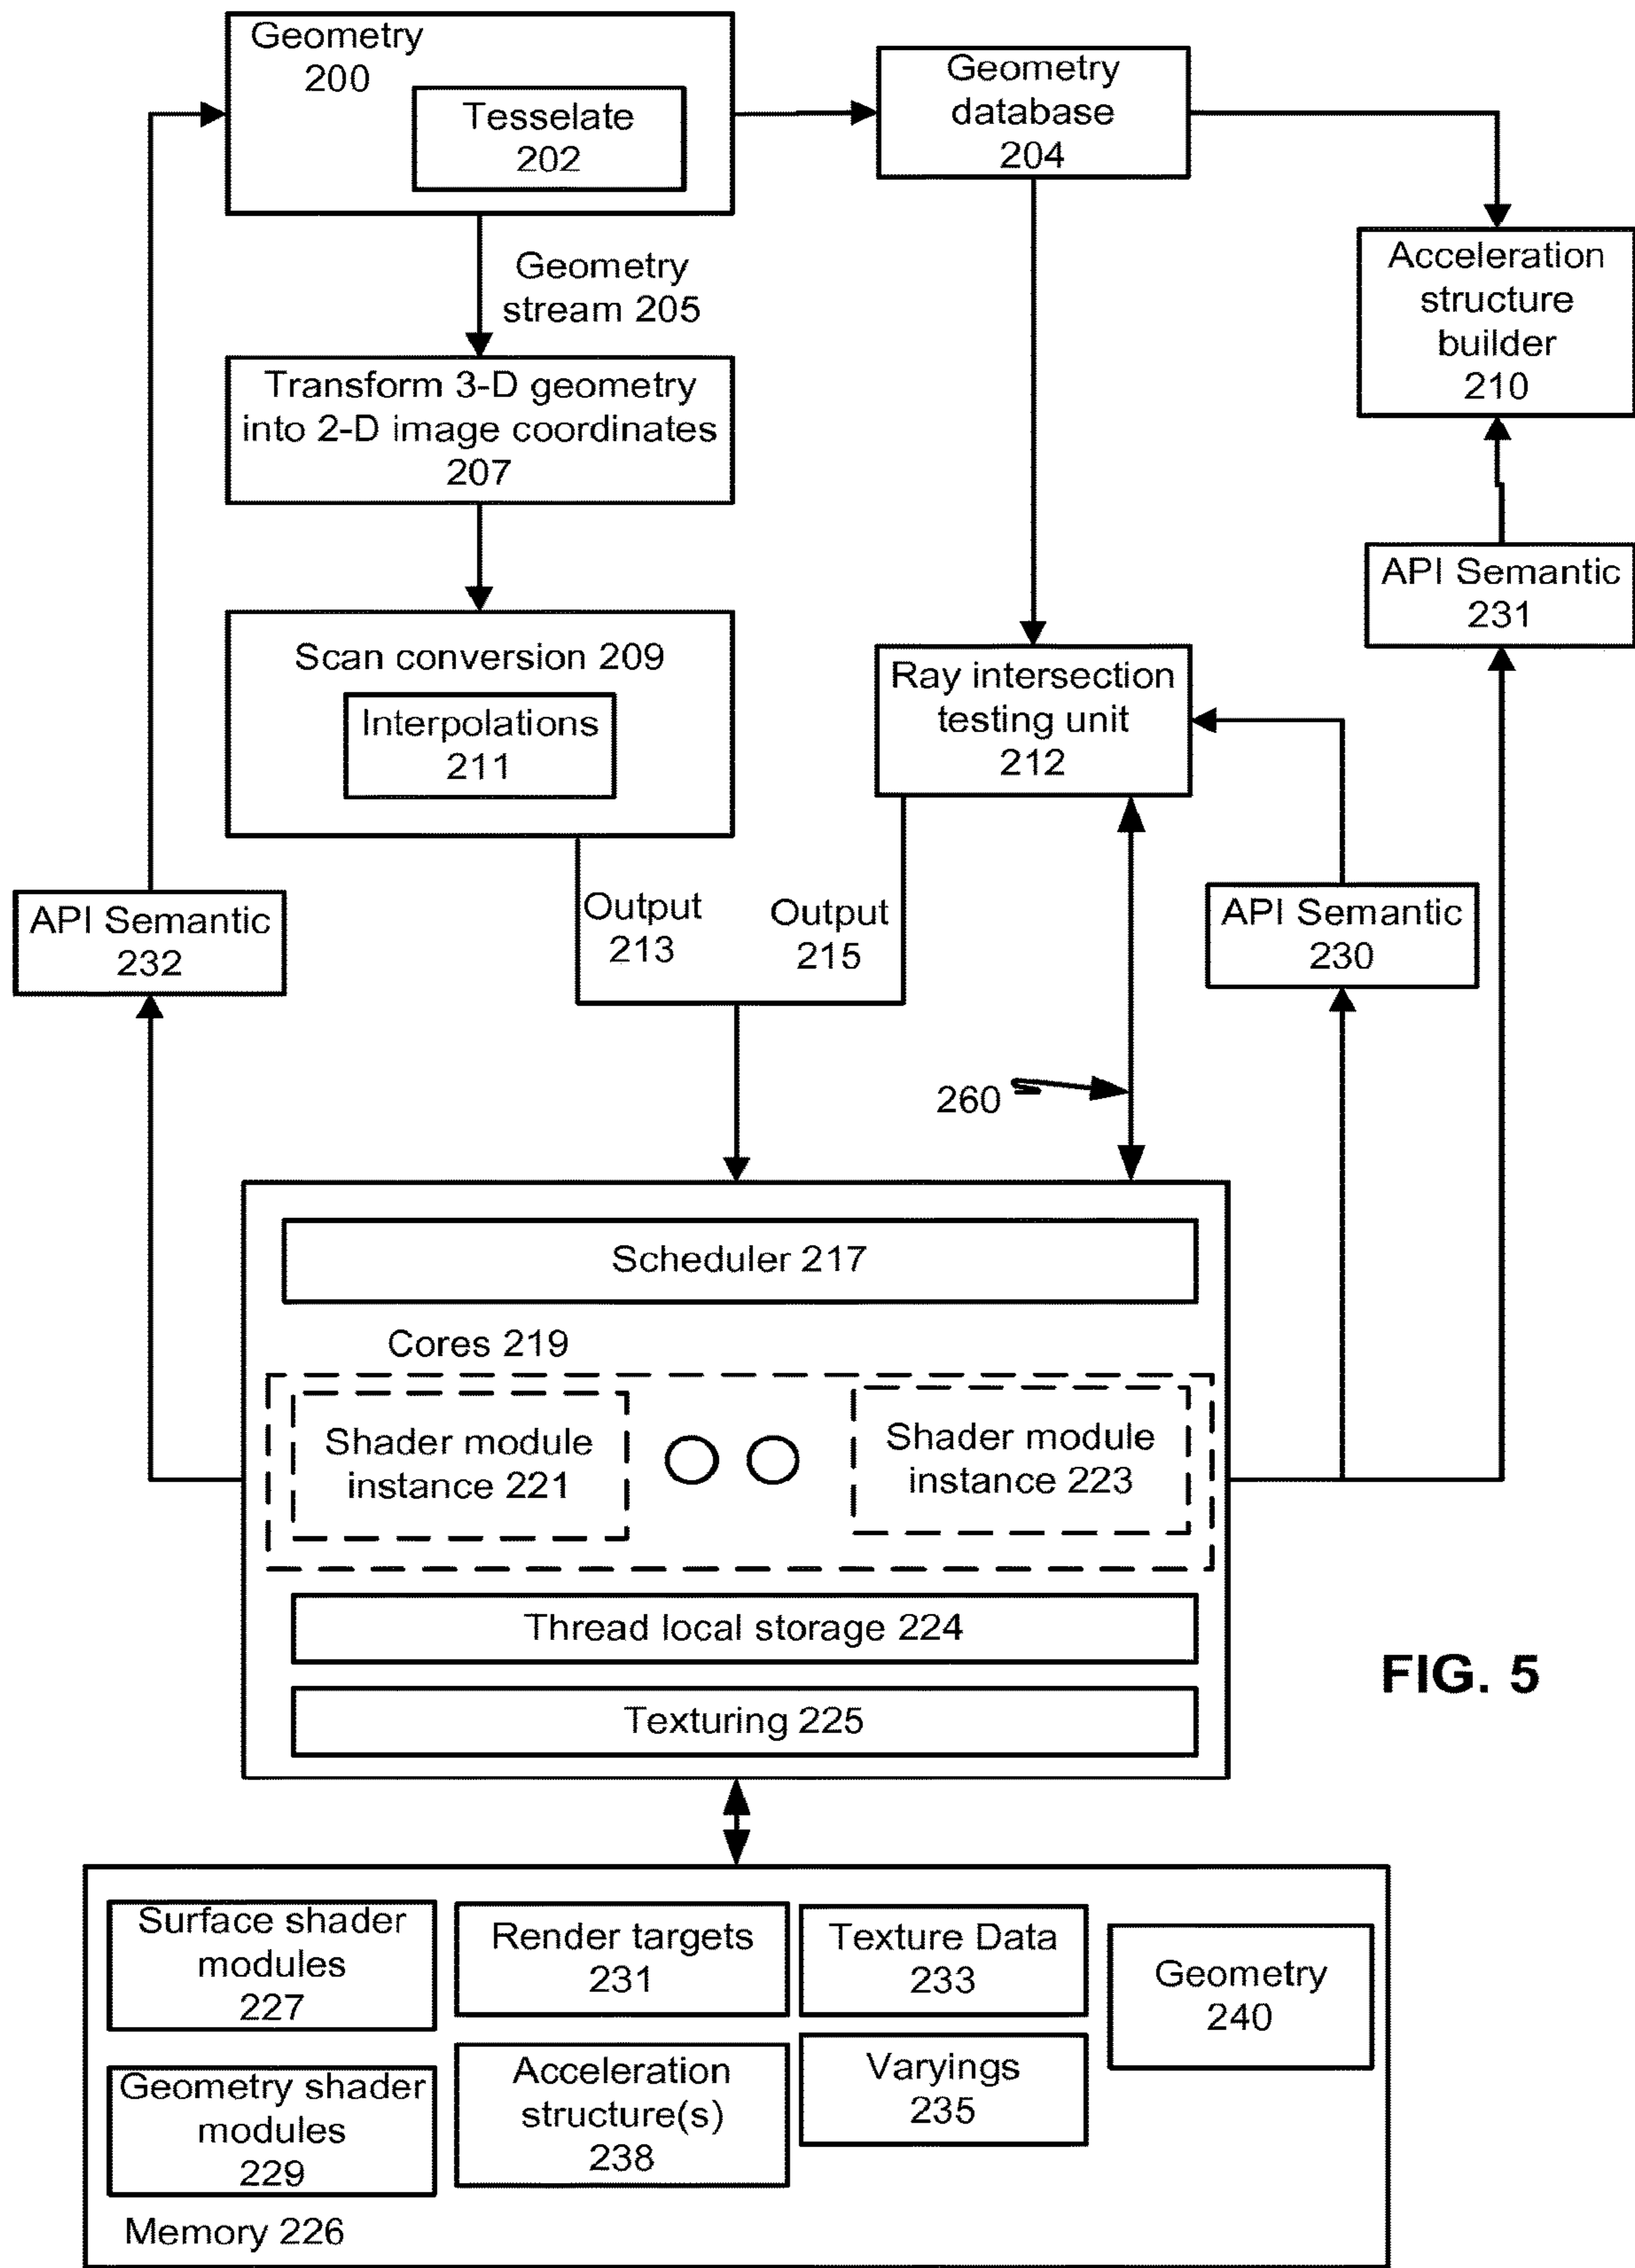 Geometry
200
Tesselate
202
Geometry
database
204
Geometry
stream 205
Acceleration
structure
builder
210
Transform 3-D geometry
into 2-D image coordinates
207
API Semantic
231
Scan conversion 209
Interpolations
211
Ray intersection
testing unit
212
API Semantic
232
Output
213
Output
215
API Semantic
230
260
Scheduler 217
Cores 219
Shader module
instance 221
Shader module
instance 223
Thread local storage 224
Texturing 225
FIG. 5
Surface shader
modules
227
Render targets
231
Texture Data
233
Geometry
240
Geometry shader
modules
229
Acceleration
structure(s)
238
Varyings
235
Memory 226